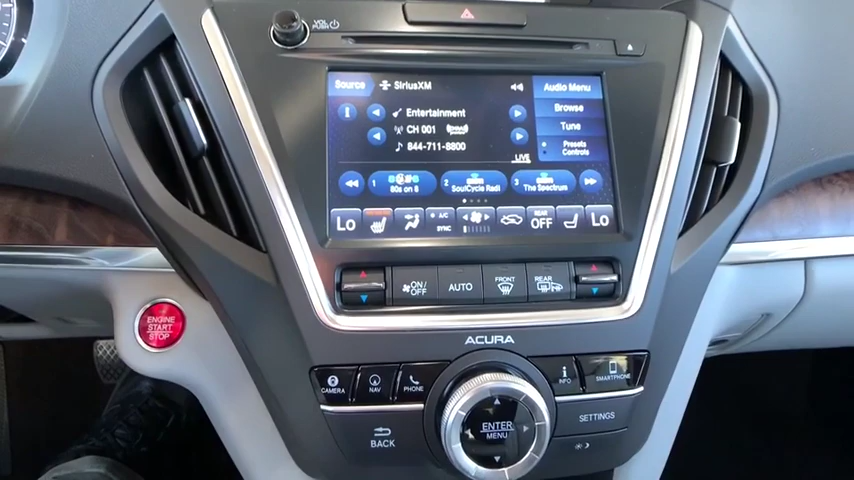 VOL
PUSH
Source
SiriusXM
Audio Menu
Entertainment
Browse
CH 001
Tune
844-711-8800
Presets
Controls
LIVE
1
80s on 8
2
SoulCycle Radi
3
The Spectrum
Lo
A/C
SYNC
REAR
OFF
Lo
ON/
OFF
AUTO
FRONT
REAR
ENGINE
START
STOP
ACURA
CAMERA
NAV
PHONE
INFO
SMARTPHONE
ENTER
MENU
SETTINGS
BACK